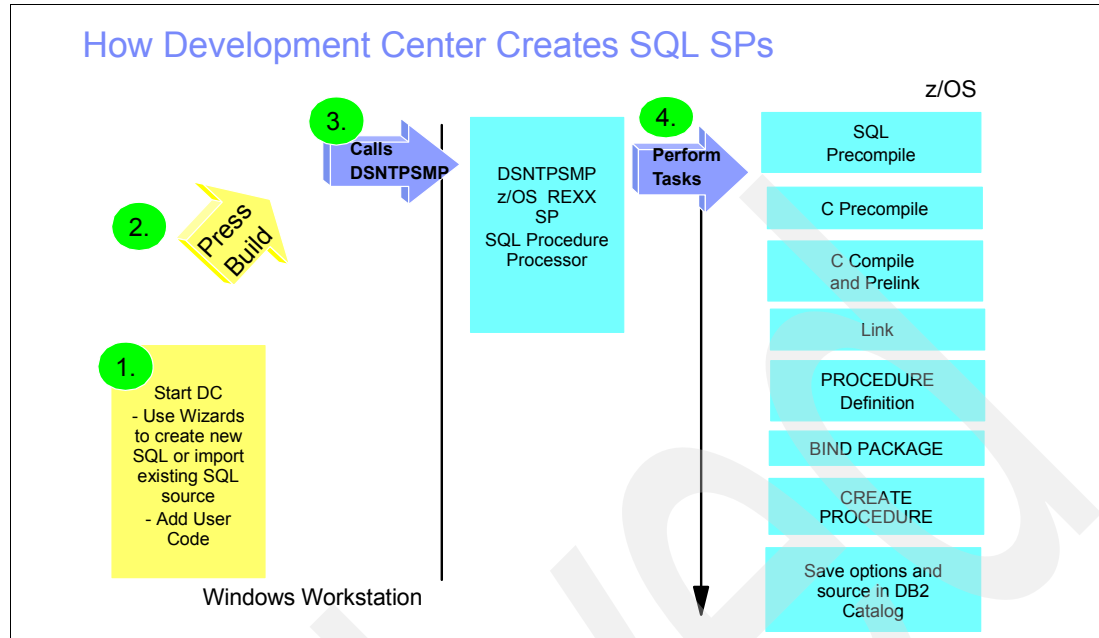 How Development Center Creates SQL SPs
z/OS
1.
Start DC
- Use Wizards
to create new
SQL or import
existing SQL
source
- Add User
Code
2.
Press
Build
3.
Calls
DSNTPSMP
DSNTPSMP
z/OS REXX
SP
SQL Procedure
Processor
4.
Perform
Tasks
SQL
Precompile
C Precompile
C Compile
and Prelink
Link
PROCEDURE
Definition
BIND PACKAGE
CREATE
PROCEDURE
Save options and
source in DB2
Catalog
Windows Workstation